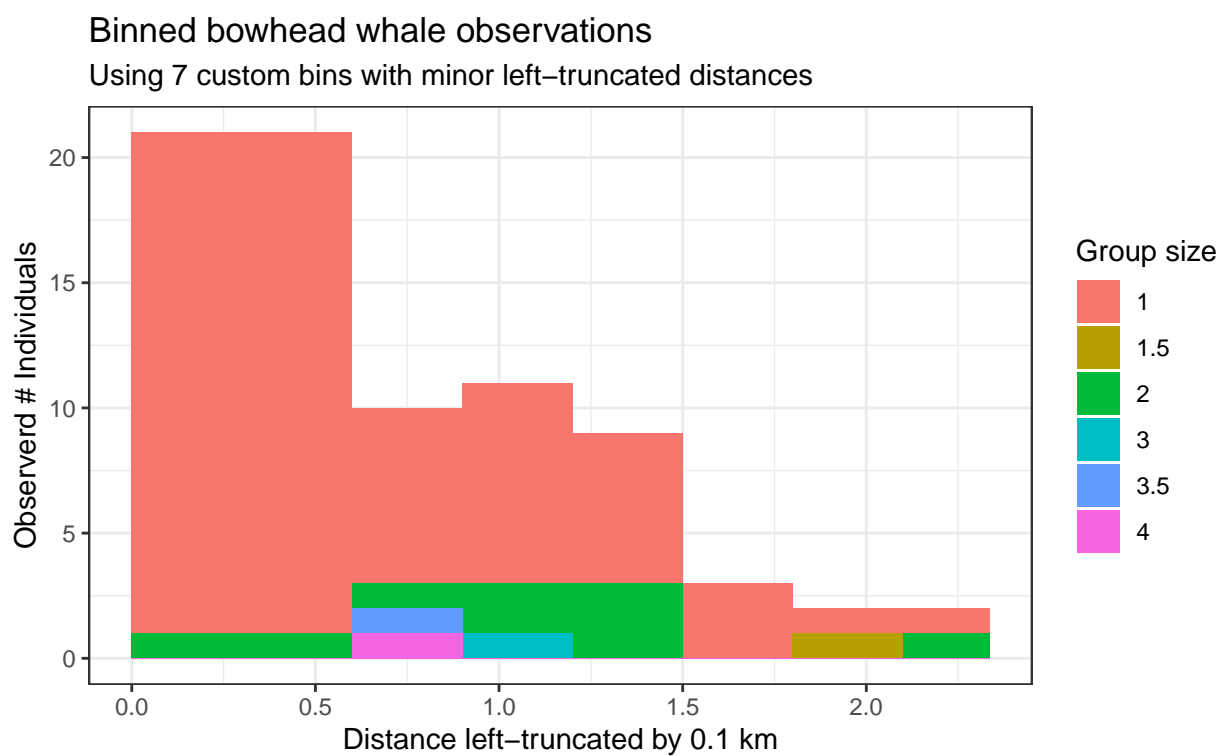 Binned bowhead whale observations
Using 7 custom bins with minor left−truncated distances
Observerd # Individuals
20
15
10
5
0
0.0 0.5 1.0 1.5 2.0
Distance left−truncated by 0.1 km
Group size
1
1.5
2
3
3.5
4